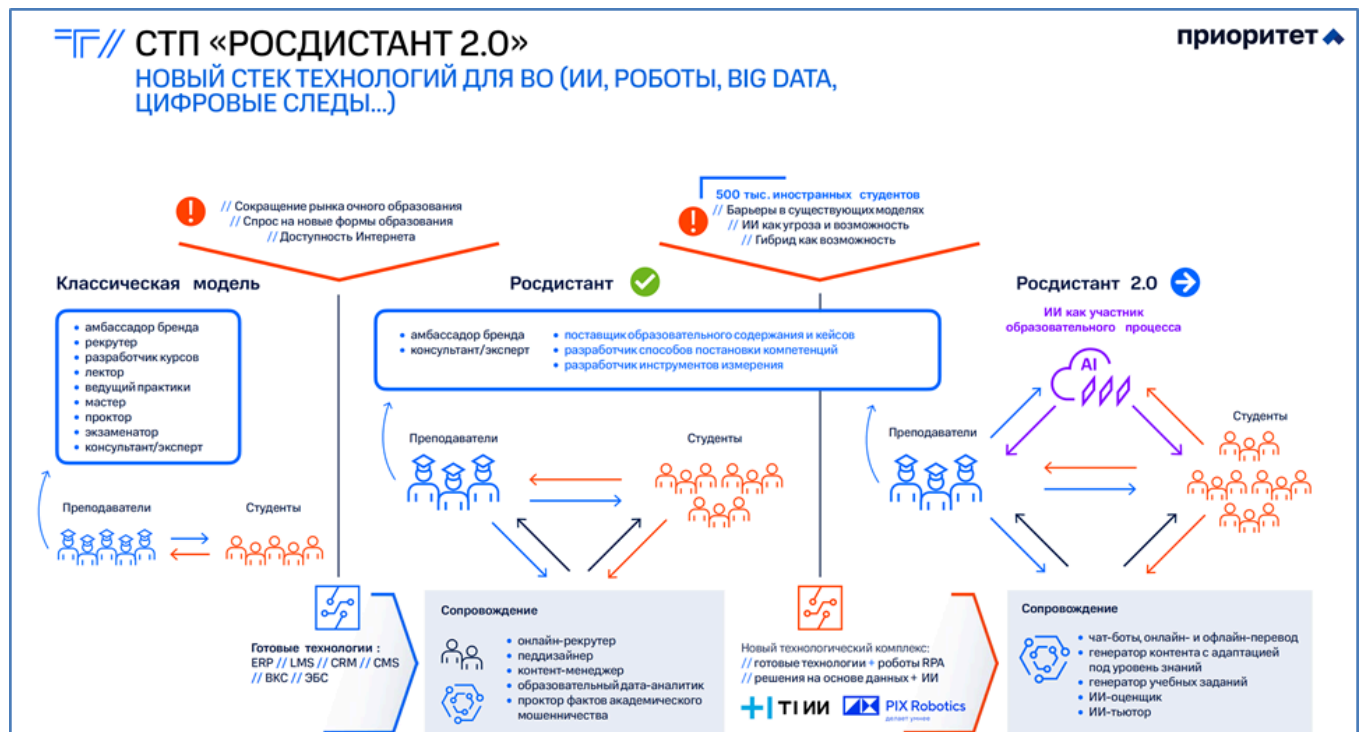 СТП «РОСДИСТАНТ 2.0»
НОВЫЙ СТЕК ТЕХНОЛОГИЙ ДЛЯ ВО (ИИ, РОБОТЫ, BIG DATA,
ЦИФРОВЫЕ СЛЕДЫ...)
приоритет
// Сокращение рынка очного образования
// Спрос на новые формы образования
// Доступность Интернета
500 тыс. иностранных студентов
// Барьеры в существующих моделях
// ИИ как угроза и возможность
// Гибрид как возможность
Классическая модель
• амбассадор бренда
• рекрутер
• разработчик курсов
• лектор
• ведущий практики
• мастер
• проктор
• экзаменатор
• консультант/эксперт
Преподаватели
Студенты
Росдистант
• амбассадор бренда
• консультант/эксперт
• поставщик образовательного содержания и кейсов
• разработчик способов постановки компетенций
• разработчик инструментов измерения
Преподаватели
Студенты
Росдистант 2.0
ИИ как участник
образовательного процесса
AI
Преподаватели
Студенты
Готовые технологии :
ERP // LMS // CRM // CMS
// ВКС // ЭБС
Сопровождение
• онлайн-рекрутер
• педдизайнер
• контент-менеджер
• образовательный дата-аналитик
• проктор фактов академического
мошенничества
Новый технологический комплекс:
// готовые технологии + роботы RPA
// решения на основе данных + ИИ
Т1 ИИ
PIX Robotics
делает умнее
Сопровождение
• чат-боты, онлайн- и офлайн-перевод
• генератор контента с адаптацией
под уровень знаний
• генератор учебных заданий
• ИИ-оценщик
• ИИ-тьютор